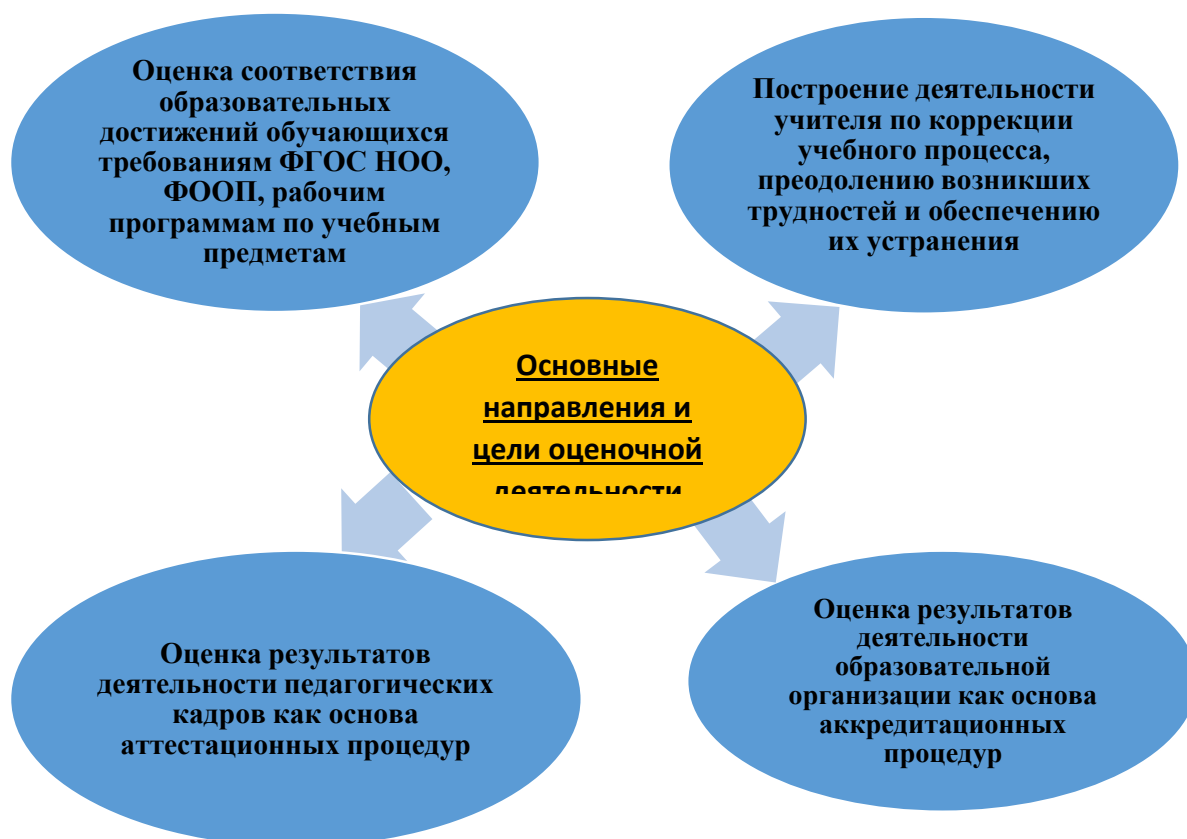 Оценка соответствия
образовательных
достижений обучающихся
требованиям ФГОС НОО,
ФООП, рабочим
программам по учебным
предметам
Построение деятельности
учителя по коррекции
учебного процесса,
преодолению возникших
трудностей и обеспечению
их устранения
Основные
направления и
цели оценочной
деятельности
Оценка результатов
деятельности педагогических
кадров как основа
аттестационных процедур
Оценка результатов
деятельности
образовательной
организации как основа
аккредитационных
процедур